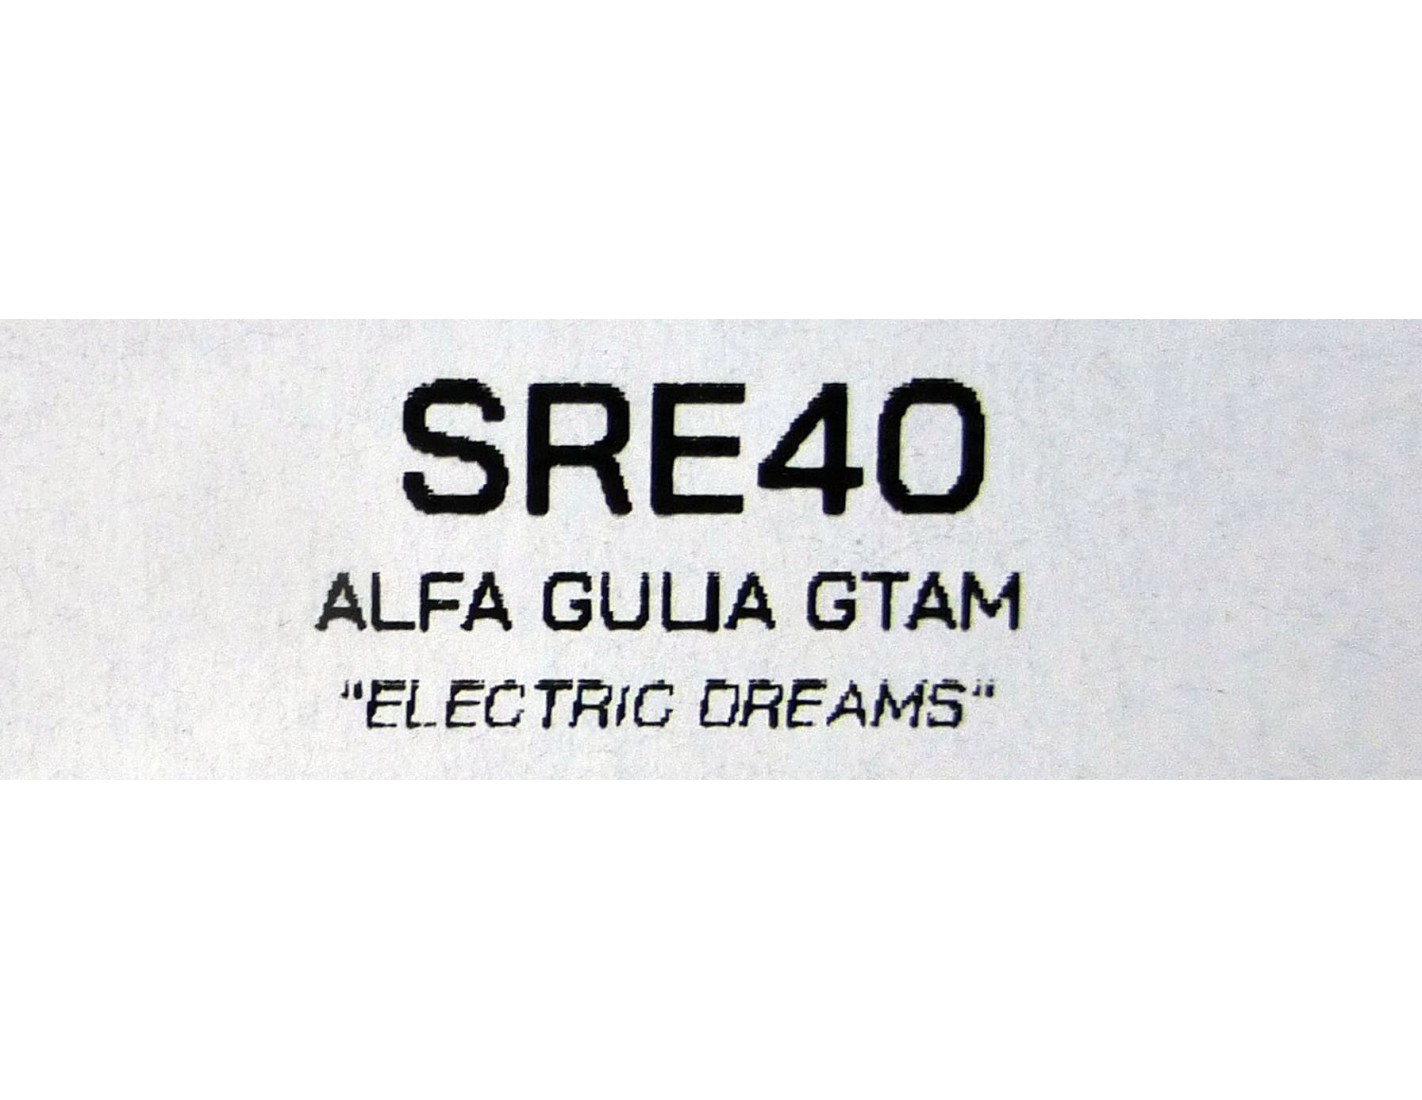 SRE40
ALFA GULIA GTAM
"ELECTRIC DREAMS"